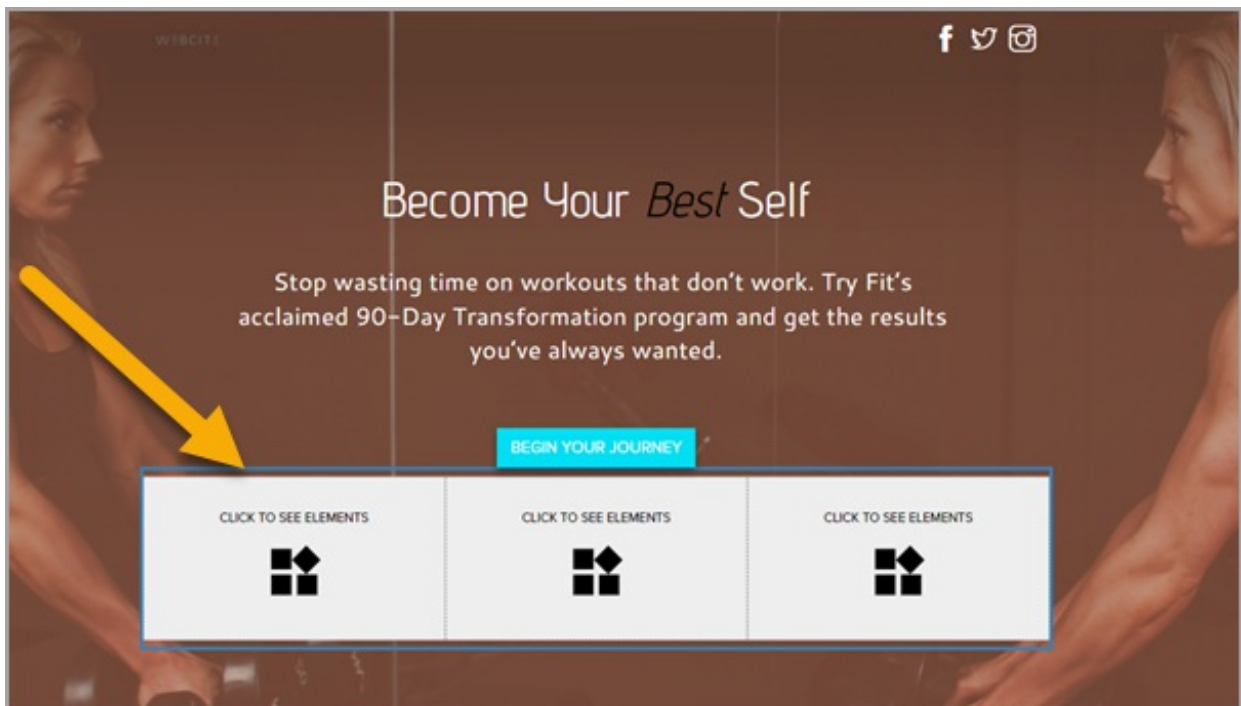 WEBCITZ
Become Your Best Self
Stop wasting time on workouts that don't work. Try Fit's
acclaimed 90-Day Transformation program and get the results
you've always wanted.
BEGIN YOUR JOURNEY
CLICK TO SEE ELEMENTS
CLICK TO SEE ELEMENTS
CLICK TO SEE ELEMENTS